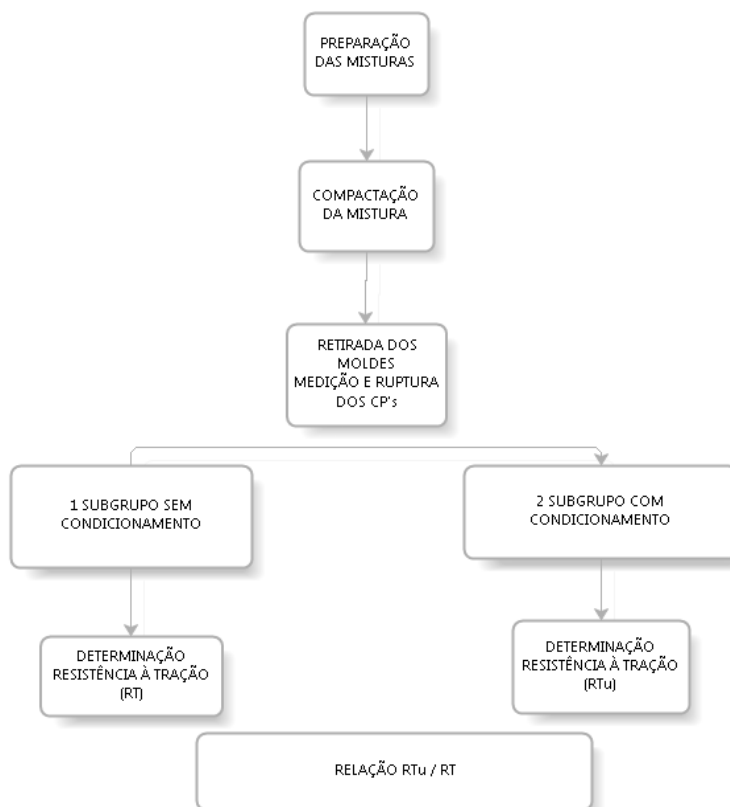 PREPARAÇÃO
DAS MISTURAS
COMPACTAÇÃO
DA MISTURA
RETIRADA DOS
MOLDES
MEDIÇÃO E RUPTURA
DOS CP's
1 SUBGRUPO SEM
CONDICIONAMENTO
2 SUBGRUPO COM
CONDICIONAMENTO
DETERMINAÇÃO
RESISTÊNCIA À TRAÇÃO
(RT)
DETERMINAÇÃO
RESISTÊNCIA À TRAÇÃO
(RTu)
RELAÇÃO RTu / RT